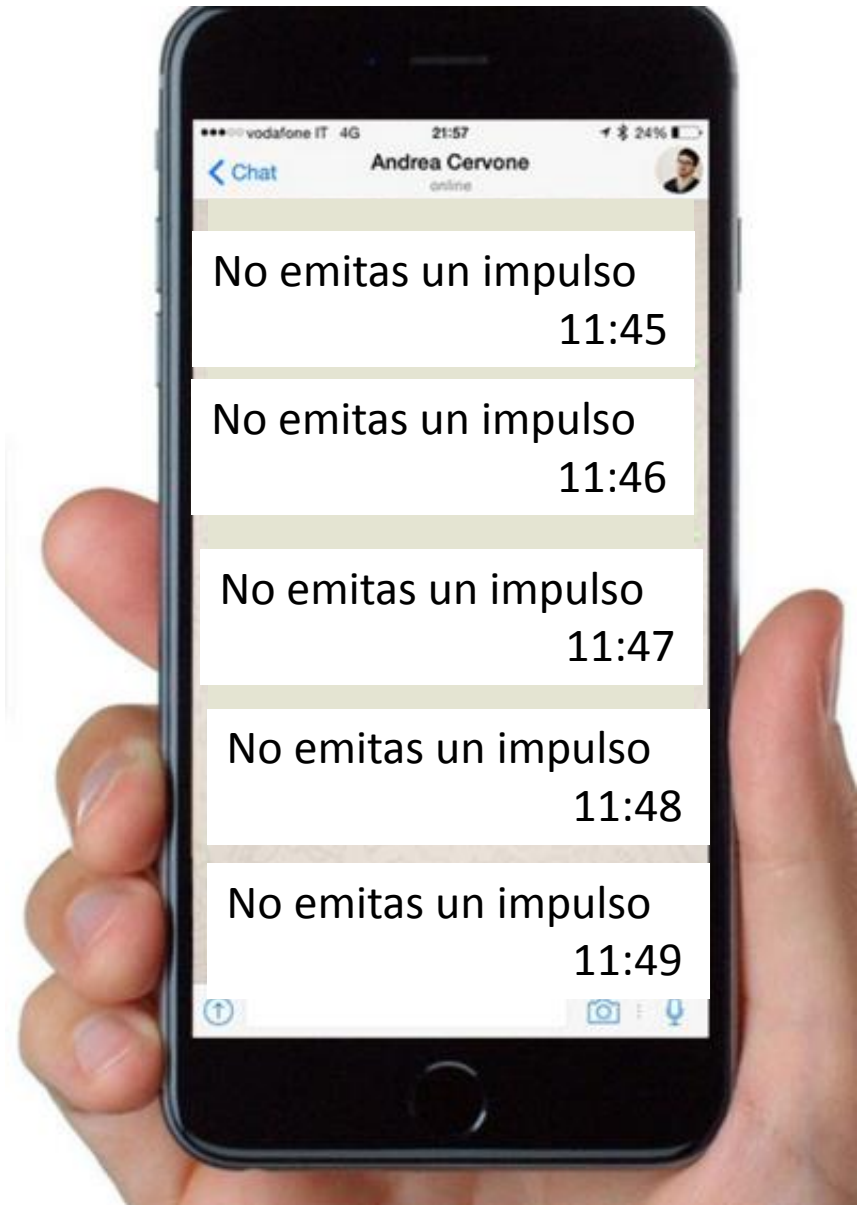 vodafone IT 4G 21:57 24%
Chat Andrea Cervone
online
No emitas un impulso
11:45
No emitas un impulso
11:46
No emitas un impulso
11:47
No emitas un impulso
11:48
No emitas un impulso
11:49